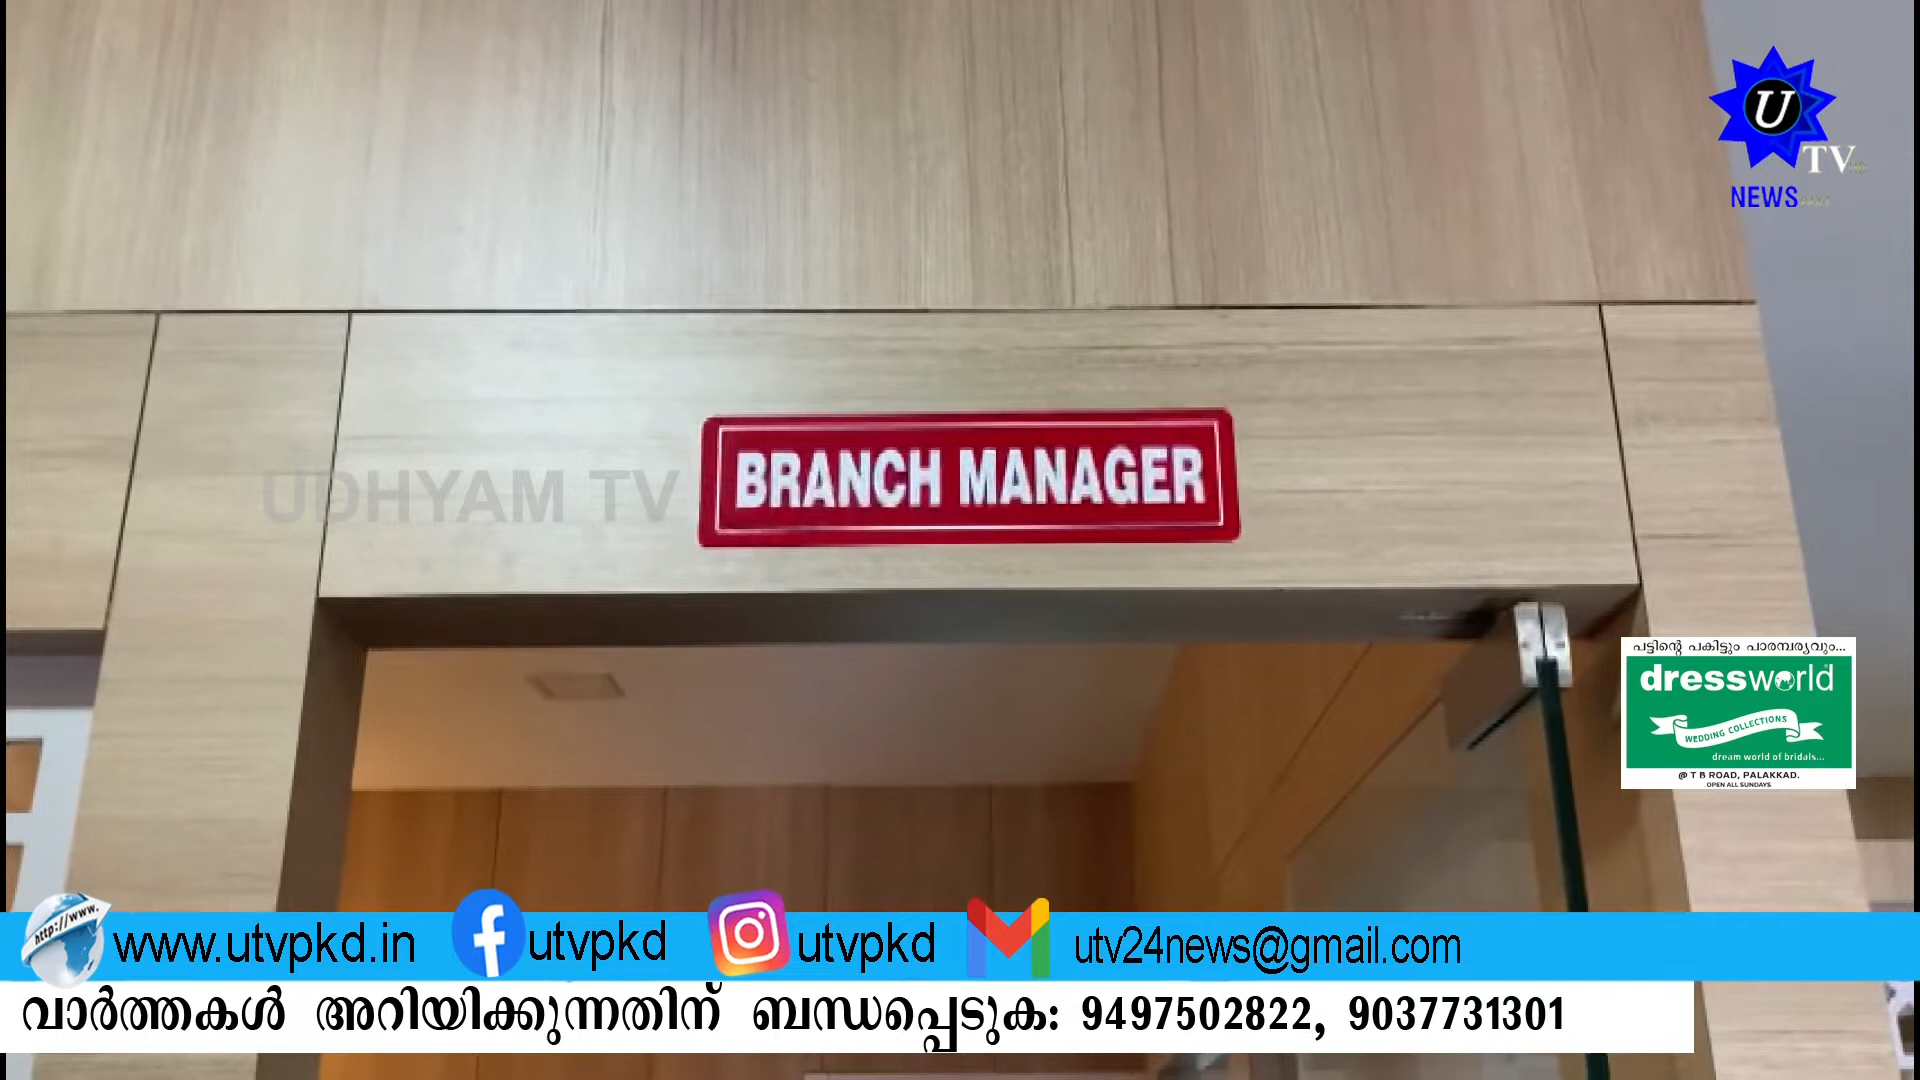 U
TV
NEWS
UDHYAM TV
BRANCH MANAGER
പട്ടിന്റെ പകിട്ടും പാരമ്പര്യവും...
dressworld
WEDDING COLLECTIONS
dream world of bridals...
@ T B ROAD, PALAKKAD.
OPEN ALL SUNDAYS
http://www.
www.utvpkd.in utvpkd utvpkd utv24news@gmail.com
വാർത്തകൾ അറിയിക്കുന്നതിന് ബന്ധപ്പെടുക: 9497502822, 9037731301